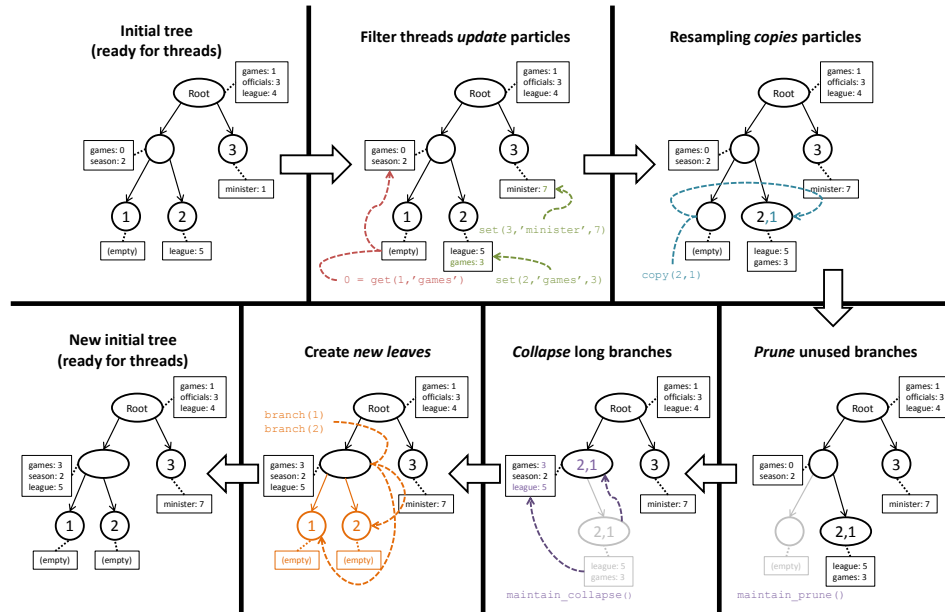 Initial tree
(ready for threads)
games: 1
officials: 3
league: 4
Root
games: 0
season: 2
3
minister: 1
1
2
(empty)
league: 5
Filter threads update particles
games: 1
officials: 3
league: 4
Root
games: 0
season: 2
3
minister: 7
1
2
set(3,'minister',7)
(empty)
league: 5
games: 3
0 = get(1,'games')
set(2,'games',3)
Resampling copies particles
games: 1
officials: 3
league: 4
Root
games: 0
season: 2
3
minister: 7
2,1
(empty)
league: 5
games: 3
copy(2,1)
New initial tree
(ready for threads)
games: 1
officials: 3
league: 4
Root
games: 3
season: 2
league: 5
3
minister: 7
1
2
(empty)
(empty)
Create new leaves
games: 1
officials: 3
league: 4
Root
branch(1)
branch(2)
games: 3
season: 2
league: 5
3
minister: 7
1
2
(empty)
(empty)
Collapse long branches
games: 1
officials: 3
league: 4
Root
games: 3
season: 2
league: 5
2,1
3
minister: 7
2,1
league: 5
games: 3
maintain_collapse()
Prune unused branches
games: 1
officials: 3
league: 4
Root
games: 0
season: 2
3
minister: 7
2,1
(empty)
league: 5
games: 3
maintain_prune()